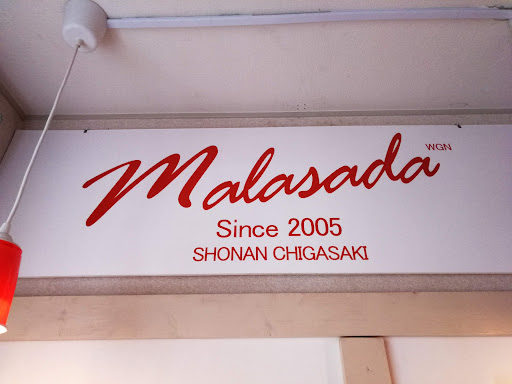 Malasada WGN
Since 2005
SHONAN CHIGASAKI